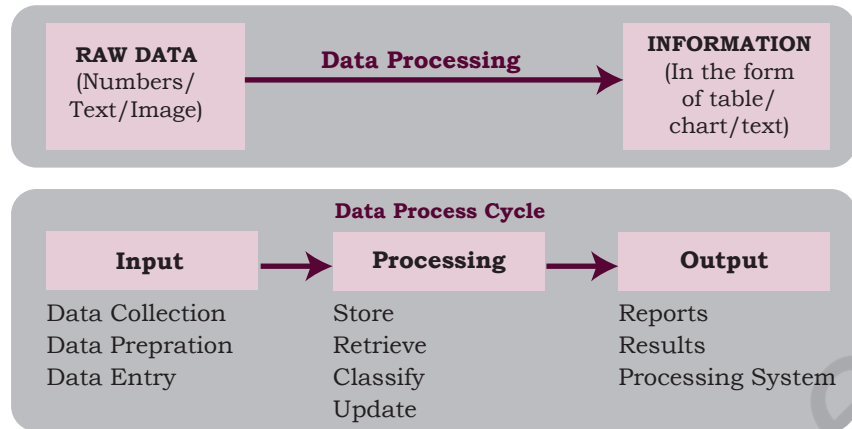 RAW DATA
(Numbers/
Text/Image)
Data Processing
INFORMATION
(In the form
of table/
chart/text)
Data Process Cycle
Input
Processing
Output
Data Collection
Data Prepration
Data Entry
Store
Retrieve
Classify
Update
Reports
Results
Processing System